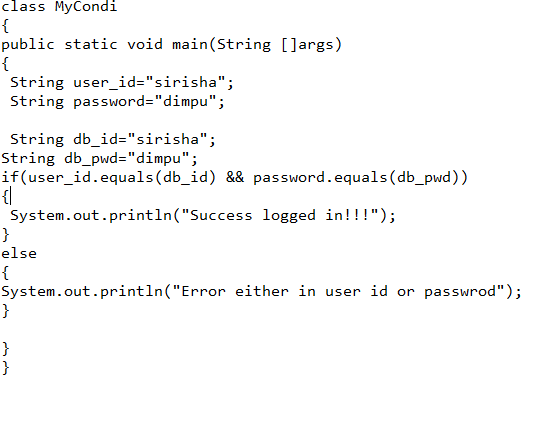 class MyCondi
{
public static void main(String []args)
{
 String user_id="sirisha";
 String password="dimpu";

 String db_id="sirisha";
String db_pwd="dimpu";
if(user_id.equals(db_id) && password.equals(db_pwd))
{
 System.out.println("Success logged in!!!");
}
else
{
System.out.println("Error either in user id or passwrod");
}

}
}